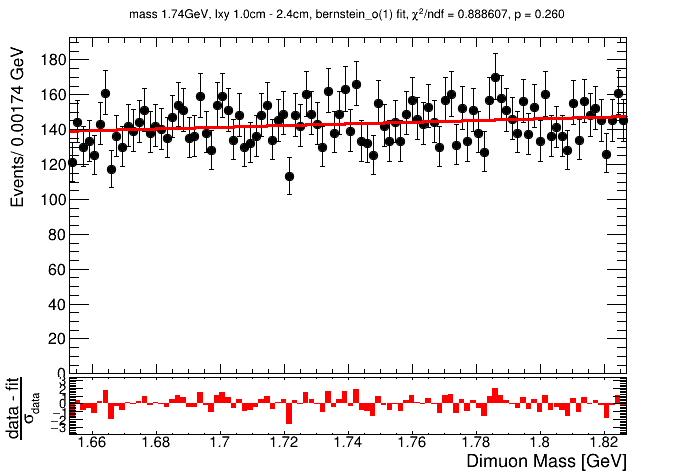 mass 1.74GeV, lxy 1.0cm - 2.4cm, bernstein_o(1) fit, χ²/ndf = 0.888607, p = 0.260
Events/ 0.00174 GeV
180
160
140
120
100
80
60
40
20
0
data - fit
σdata
3
2
1
0
−1
−2
−3
1.66 1.68 1.7 1.72 1.74 1.76 1.78 1.8 1.82
Dimuon Mass [GeV]